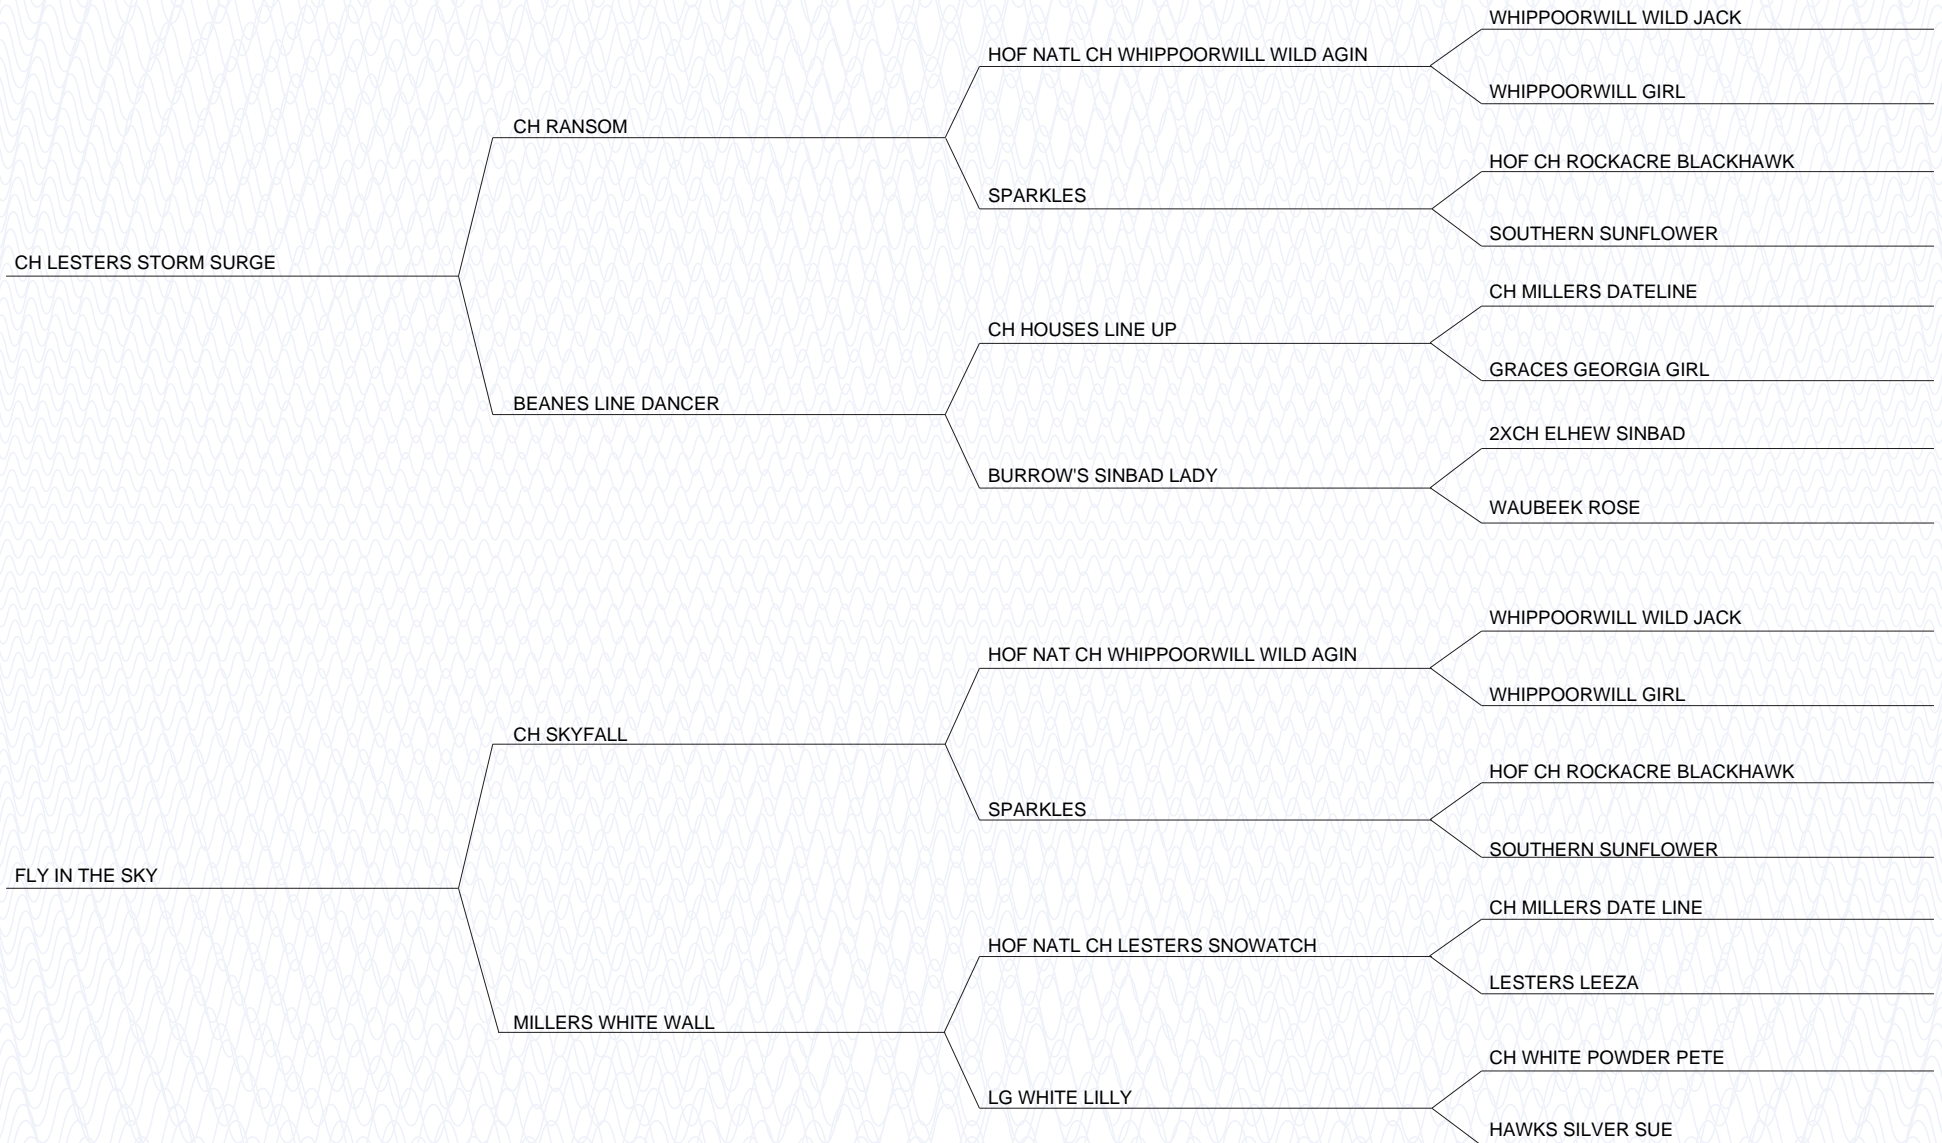 WHIPPOORWILL WILD JACK
HOF NATL CH WHIPPOORWILL WILD AGIN
WHIPPOORWILL GIRL
CH RANSOM
HOF CH ROCKACRE BLACKHAWK
SPARKLES
SOUTHERN SUNFLOWER
CH LESTERS STORM SURGE
CH MILLERS DATELINE
CH HOUSES LINE UP
GRACES GEORGIA GIRL
BEANES LINE DANCER
2XCH ELHEW SINBAD
BURROW'S SINBAD LADY
WAUBEEK ROSE
WHIPPOORWILL WILD JACK
HOF NAT CH WHIPPOORWILL WILD AGIN
WHIPPOORWILL GIRL
CH SKYFALL
HOF CH ROCKACRE BLACKHAWK
SPARKLES
SOUTHERN SUNFLOWER
FLY IN THE SKY
CH MILLERS DATE LINE
HOF NATL CH LESTERS SNOWATCH
LESTERS LEEZA
MILLERS WHITE WALL
CH WHITE POWDER PETE
LG WHITE LILLY
HAWKS SILVER SUE